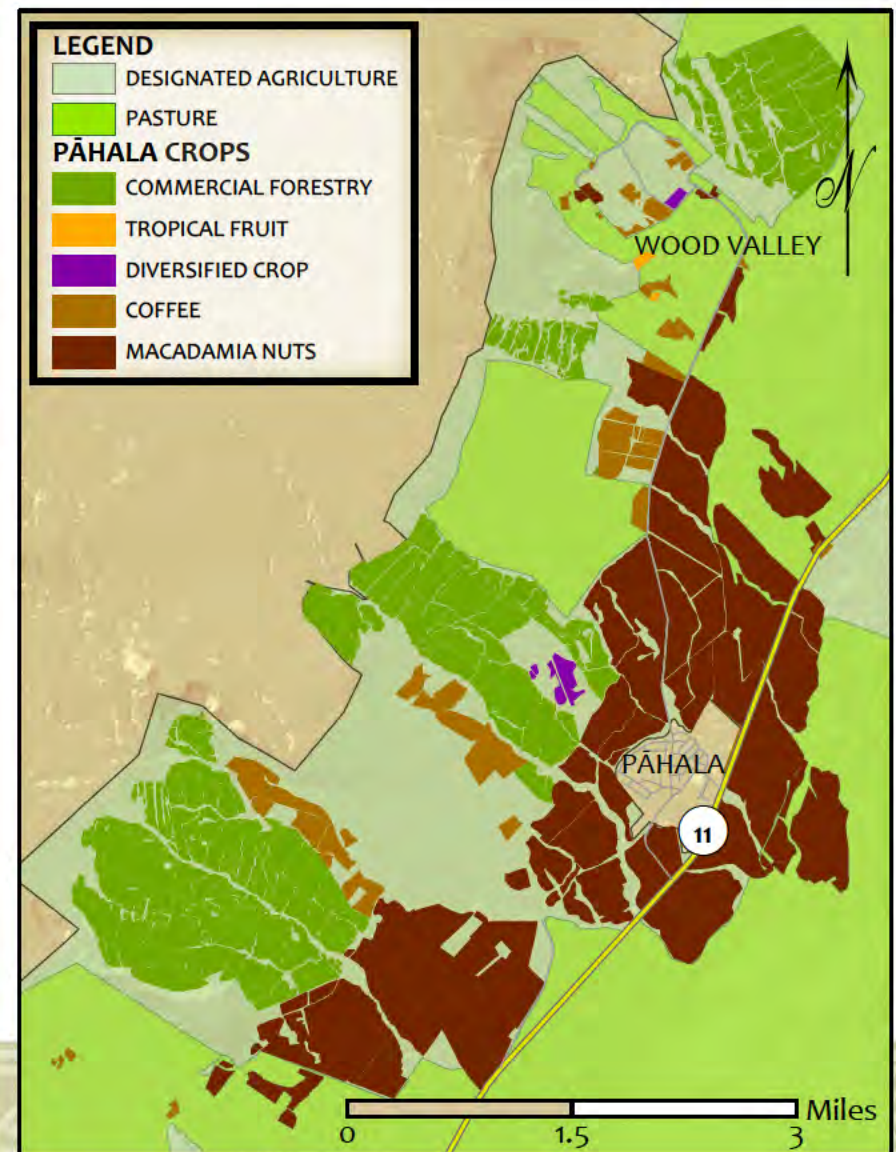 LEGEND
DESIGNATED AGRICULTURE
PASTURE
PĀHALA CROPS
COMMERCIAL FORESTRY
TROPICAL FRUIT
DIVERSIFIED CROP
COFFEE
MACADAMIA NUTS
N
WOOD VALLEY
PĀHALA
11
Miles
0 1.5 3